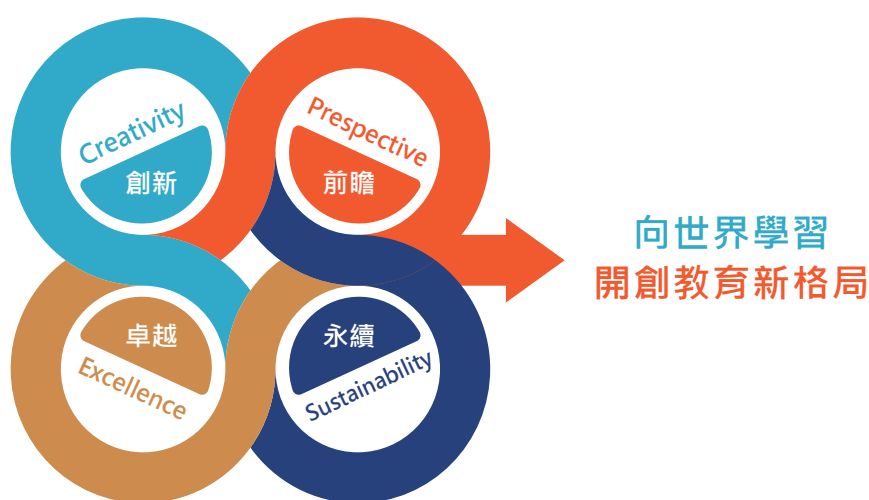 Creativity
創新
Prespective
前瞻
向世界學習
開創教育新格局
卓越
Excellence
永續
Sustainability